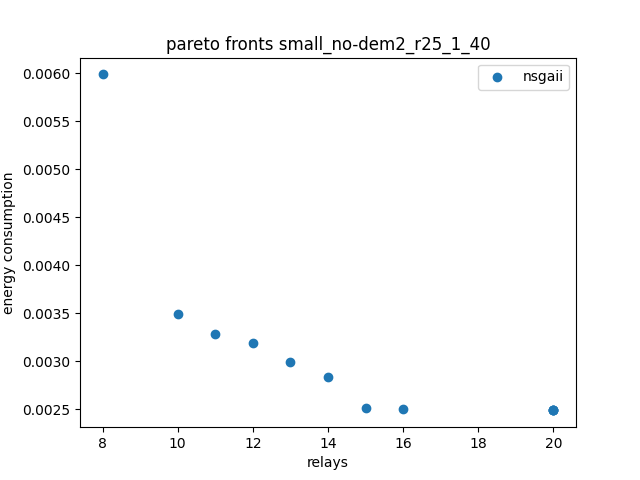 pareto fronts small_no-dem2_r25_1_40
nsgaii
0.0060
0.0055
0.0050
0.0045
0.0040
0.0035
0.0030
0.0025
energy consumption
8 10 12 14 16 18 20
relays